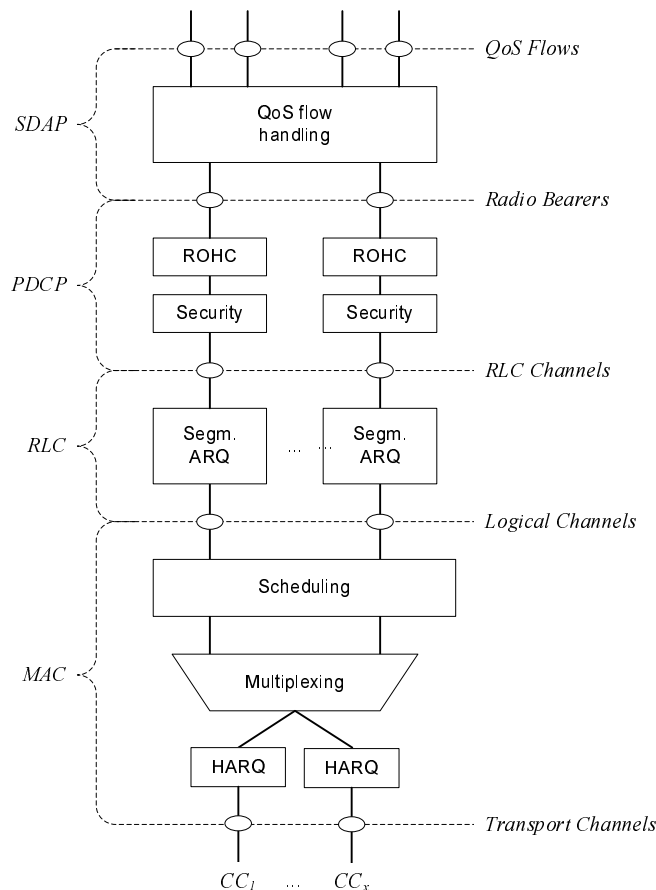 QoS Flows
QoS flow
handling
SDAP
Radio Bearers
ROHC
ROHC
PDCP
Security
Security
RLC Channels
Segm.
ARQ
... ...
Segm.
ARQ
RLC
Logical Channels
Scheduling
MAC
Multiplexing
HARQ
HARQ
Transport Channels
CC1 ... CCx